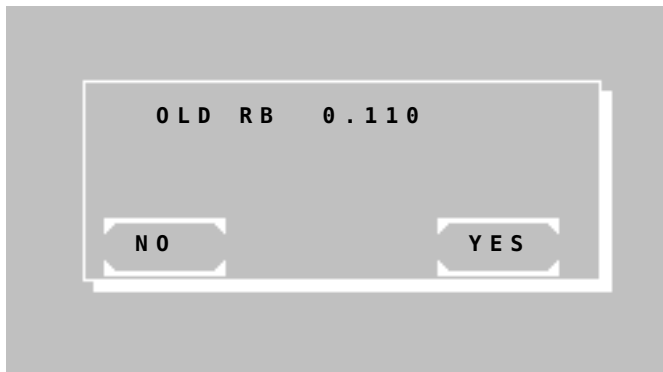 OLD RB 0.110
NO YES